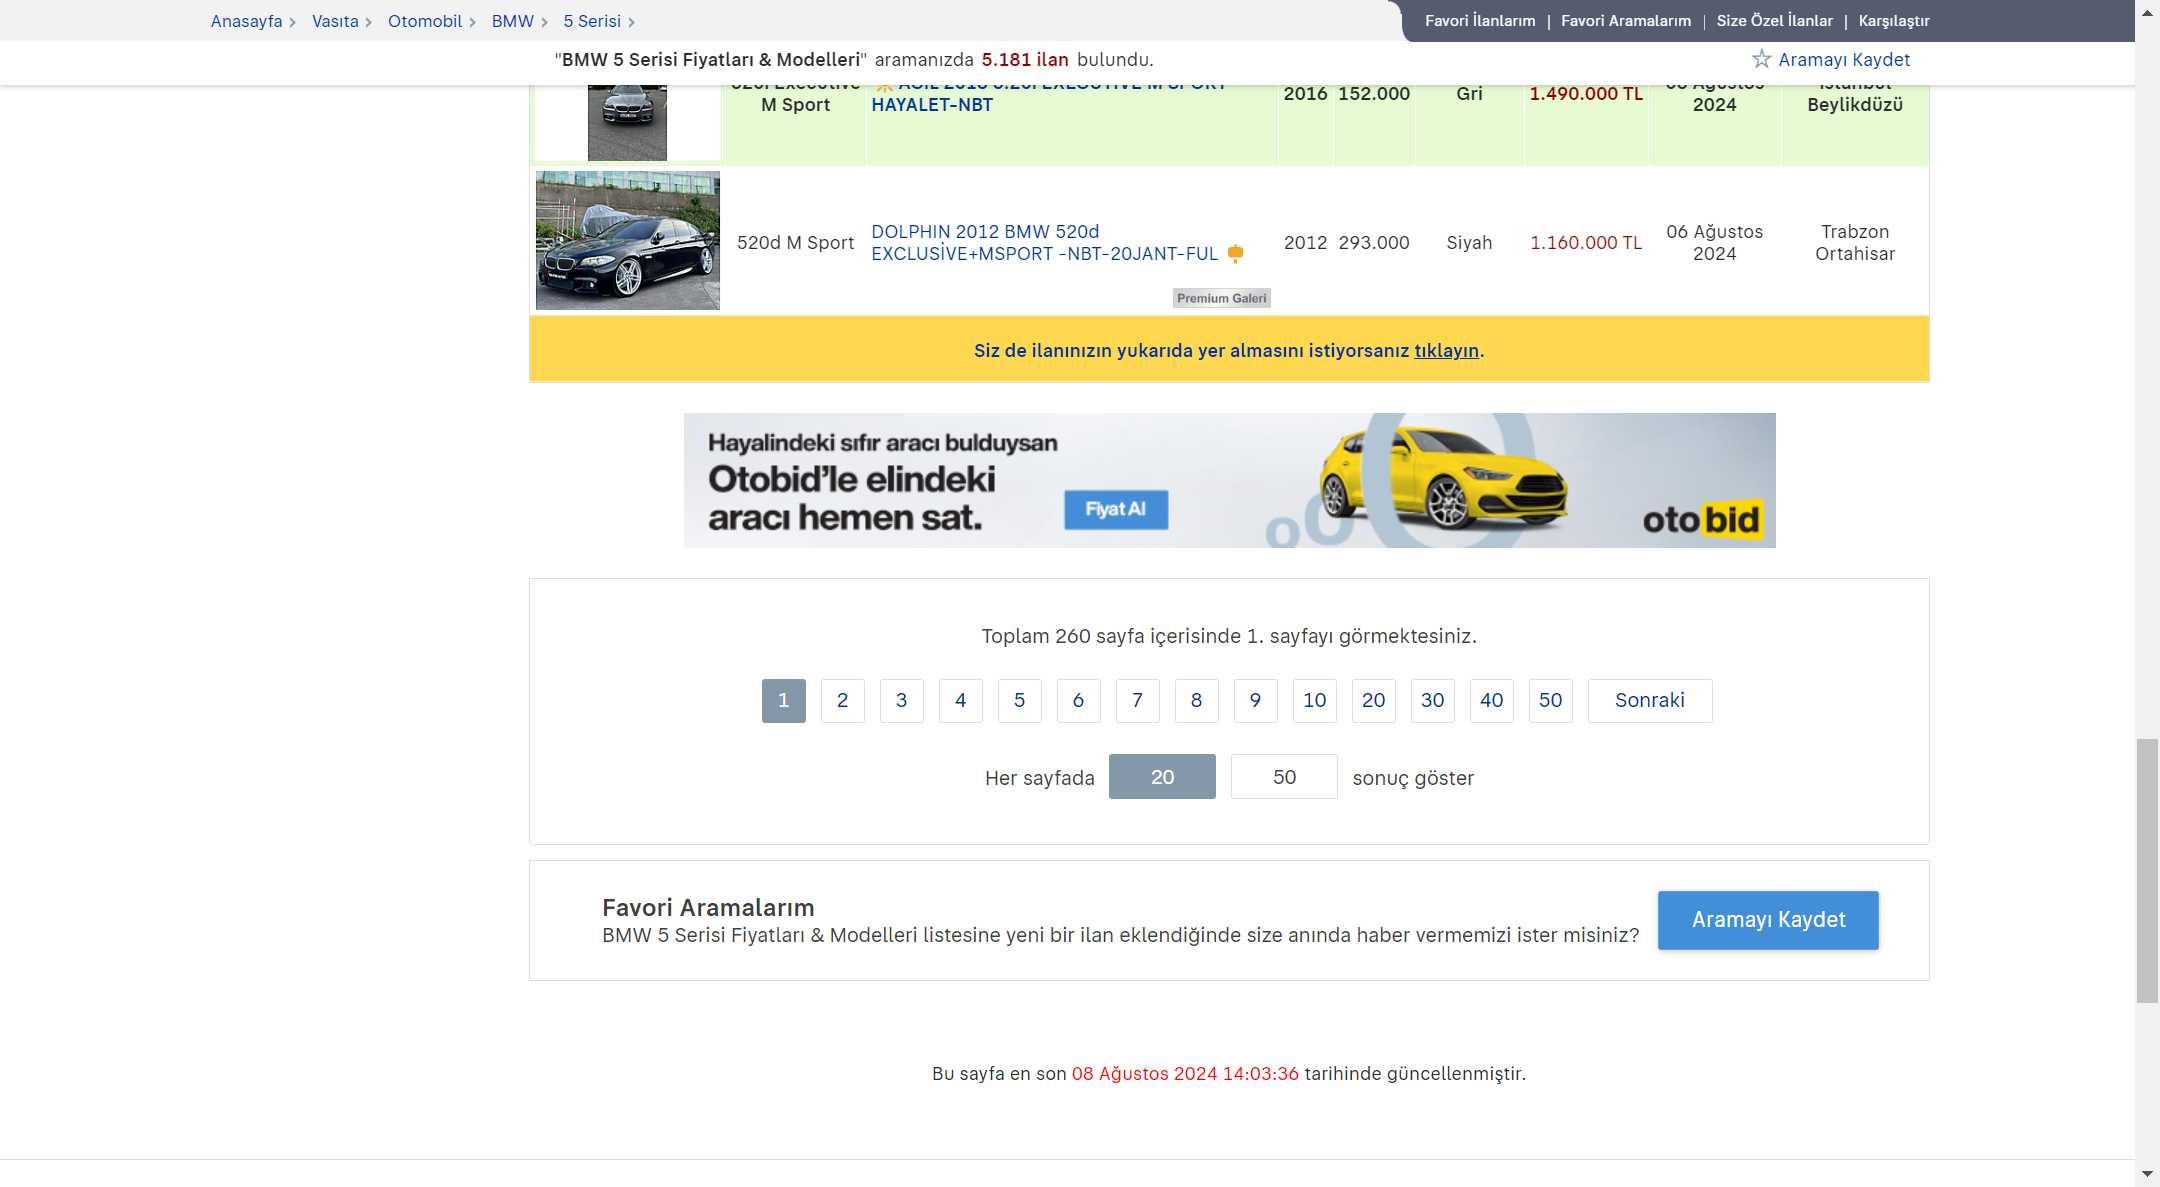 Anasayfa > Vasıta > Otomobil > BMW > 5 Serisi >
Favori İlanlarım | Favori Aramalarım | Size Özel İlanlar | Karşılaştır
"BMW 5 Serisi Fiyatları & Modelleri" aramanızda 5.181 ilan bulundu.
Aramayı Kaydet
M Sport
HAYALET-NBT
2016 152.000 Gri 1.490.000 TL
2024
Beylikdüzü
520d M Sport
DOLPHIN 2012 BMW 520d
EXCLUSİVE+MSPORT -NBT-20JANT-FUL
Premium Galeri
2012 293.000 Siyah 1.160.000 TL
06 Ağustos
2024
Trabzon
Ortahisar
Siz de ilanınızın yukarıda yer almasını istiyorsanız tıklayın.
Hayalindeki sıfır aracı bulduysan
Otobid'le elindeki
aracı hemen sat.
Fiyat Al
otobid
Toplam 260 sayfa içerisinde 1. sayfayı görmektesiniz.
1 2 3 4 5 6 7 8 9 10 20 30 40 50 Sonraki
Her sayfada 20 50 sonuç göster
Favori Aramalarım
BMW 5 Serisi Fiyatları & Modelleri listesine yeni bir ilan eklendiğinde size anında haber vermemizi ister misiniz?
Aramayı Kaydet
Bu sayfa en son 08 Ağustos 2024 14:03:36 tarihinde güncellenmiştir.